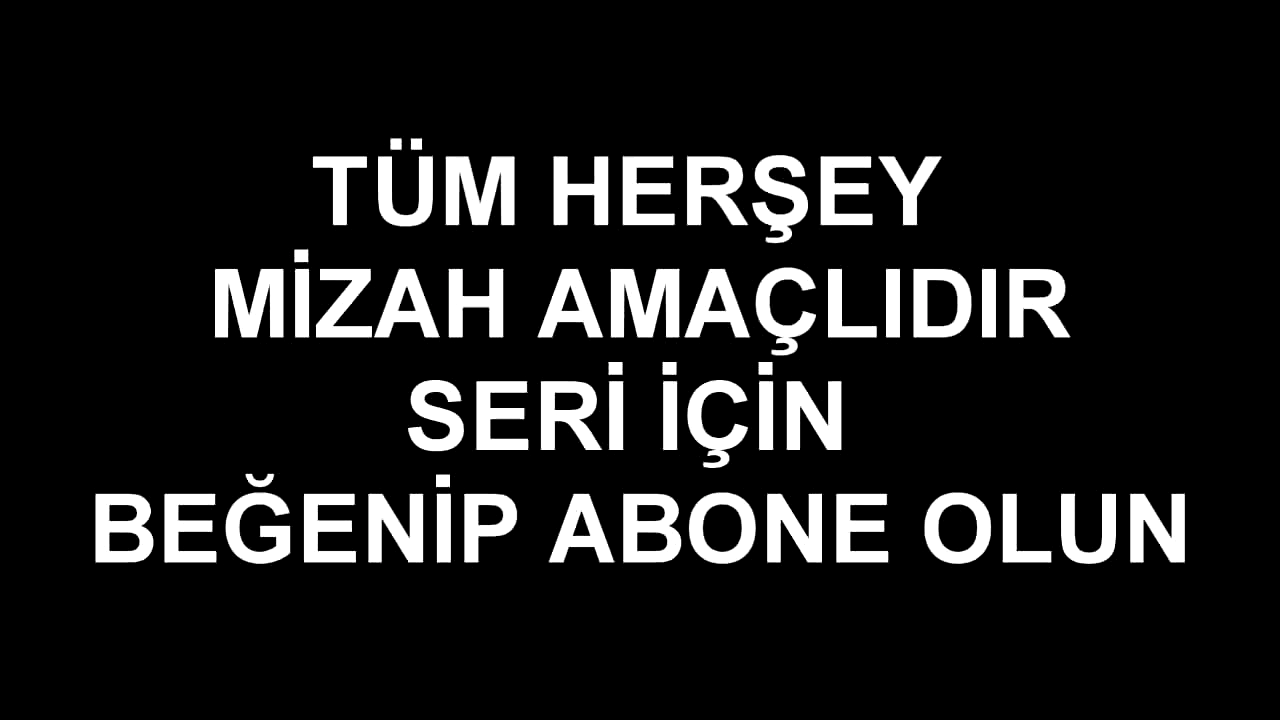 TÜM HERŞEY
MİZAH AMAÇLIDIR
SERİ İÇİN
BEĞENİP ABONE OLUN